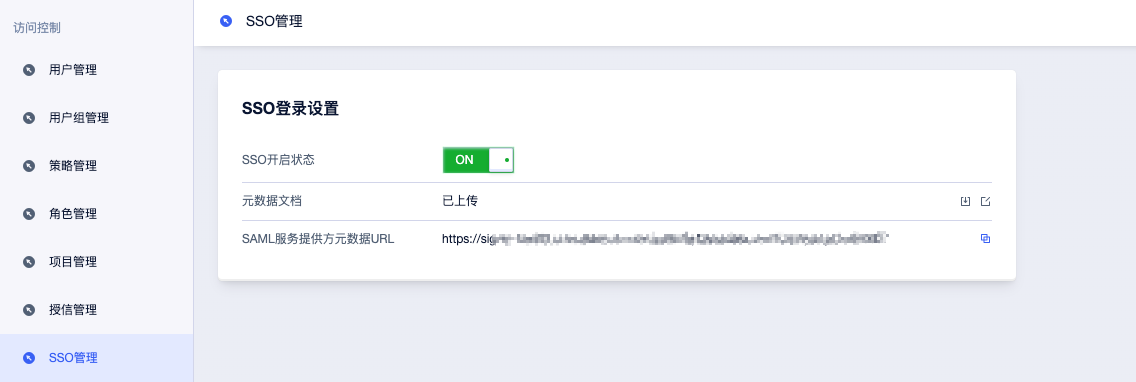 访问控制
用户管理
用户组管理
策略管理
角色管理
项目管理
授信管理
SSO管理
SSO管理
SSO登录设置
SSO开启状态 ON
元数据文档 已上传
SAML服务提供方元数据URL https://sig